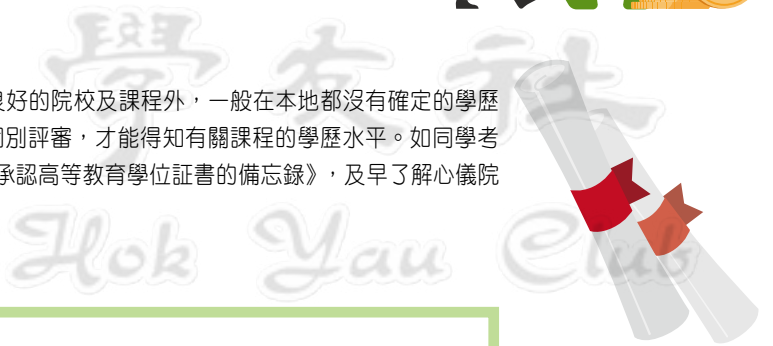 學友社
良好的院校及課程外，一般在本地都沒有確定的學歷
個別評審，才能得知有關課程的學歷水平。如同學考
承認高等教育學位証書的備忘錄》，及早了解心儀院
Hok Yau Club